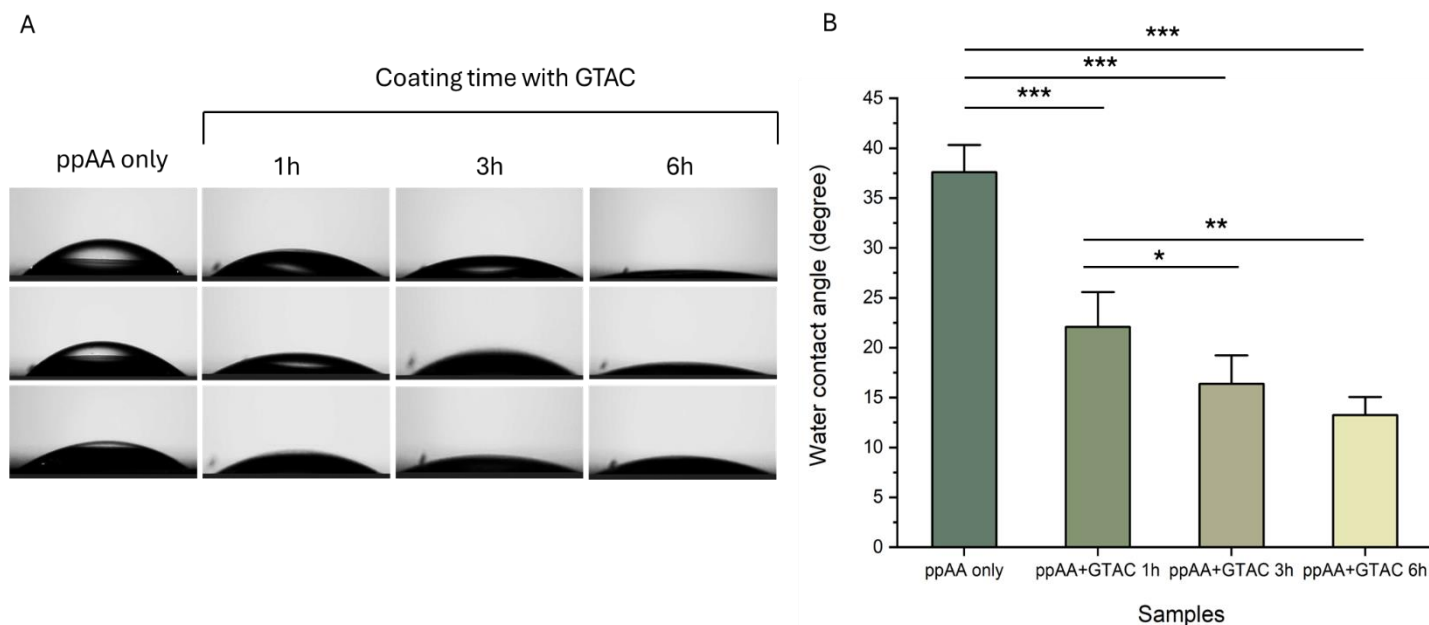 A
Coating time with GTAC
ppAA only
1h
3h
6h
B
***
***
***
**
*
Water contact angle (degree)
45
40
35
30
25
20
15
10
5
0
ppAA only
ppAA+GTAC 1h
ppAA+GTAC 3h
ppAA+GTAC 6h
Samples